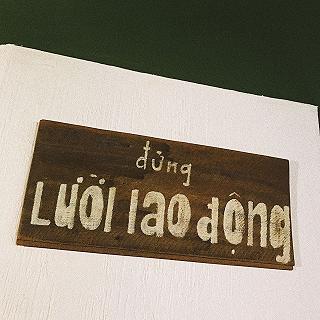 đừng
Lười lao động